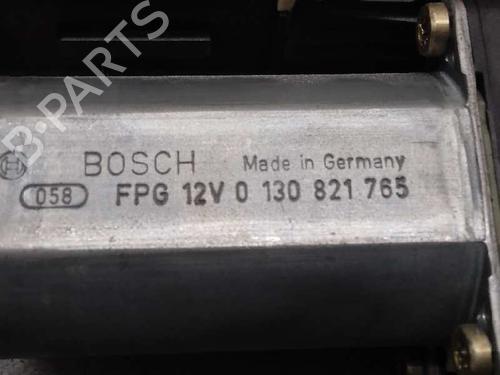 BOSCH Made in Germany
058 FPG 12V 0 130 821 765
B-PARTS